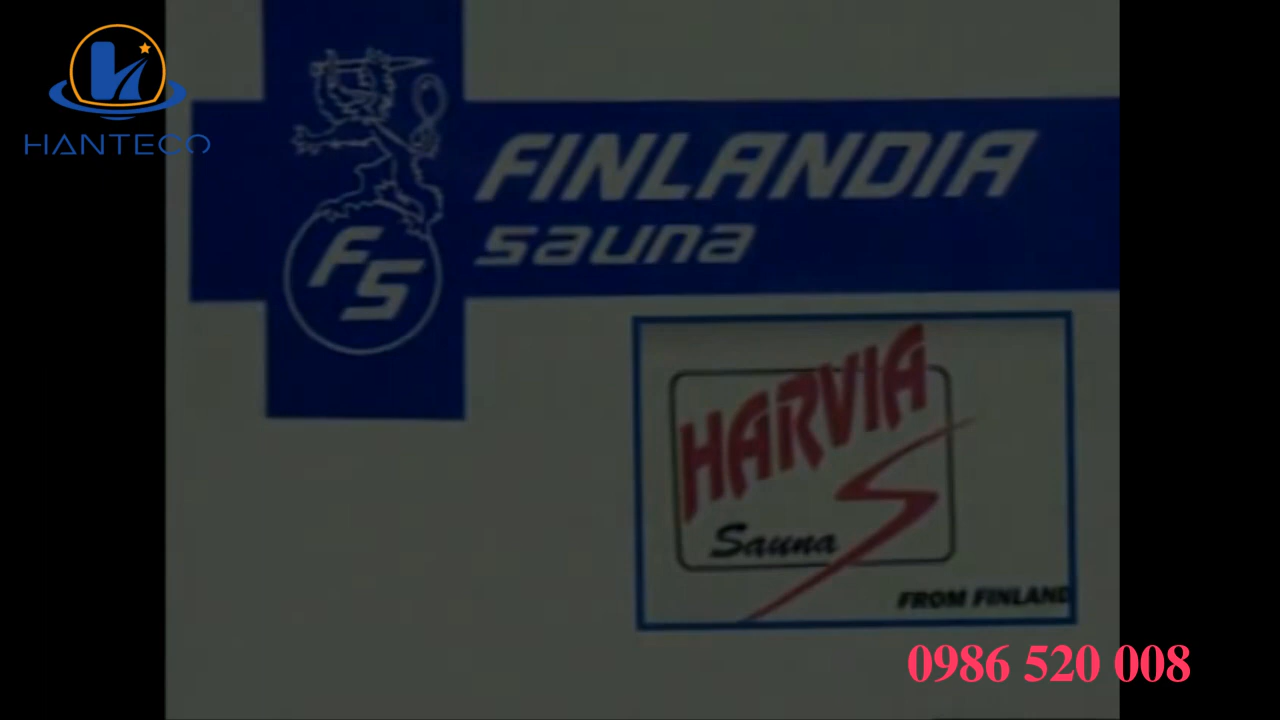 HANTECO
FINLANDIA
sauna
FS
HARVIA
Sauna
FROM FINLAND
0986 520 008